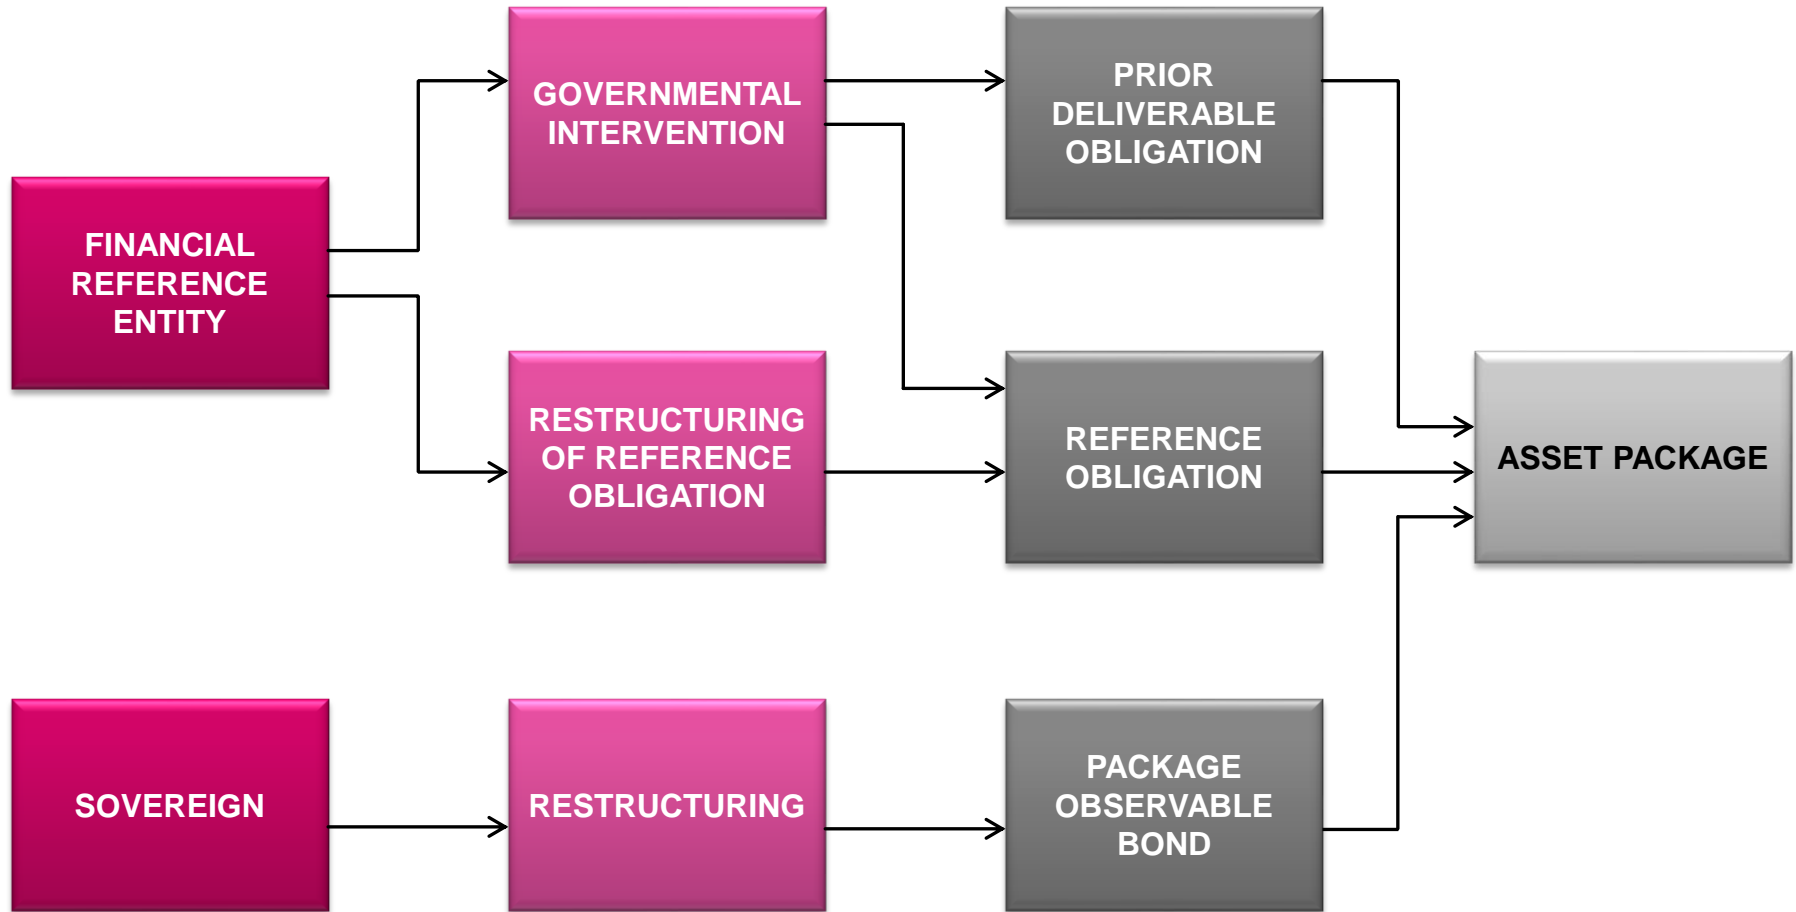 GOVERNMENTAL
INTERVENTION
PRIOR
DELIVERABLE
OBLIGATION
FINANCIAL
REFERENCE
ENTITY
RESTRUCTURING
OF REFERENCE
OBLIGATION
REFERENCE
OBLIGATION
ASSET PACKAGE
SOVEREIGN
RESTRUCTURING
PACKAGE
OBSERVABLE
BOND